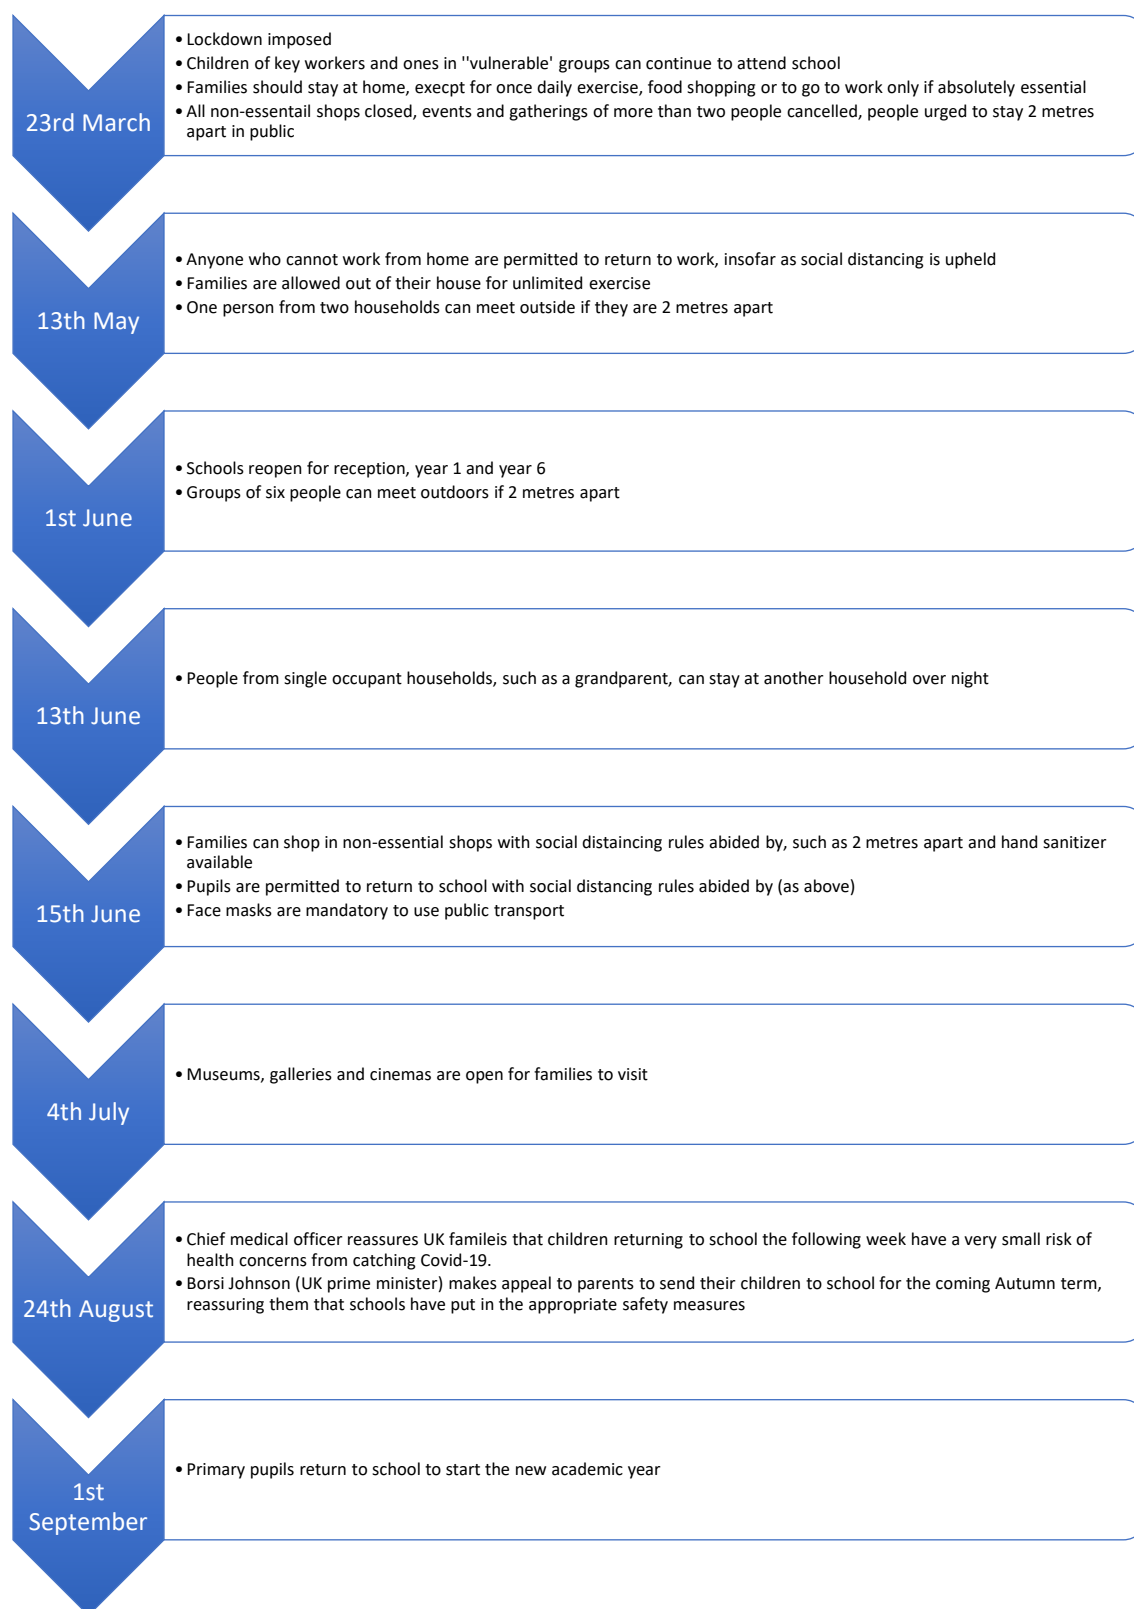 23rd March
• Lockdown imposed
• Children of key workers and ones in ''vulnerable' groups can continue to attend school
• Families should stay at home, execpt for once daily exercise, food shopping or to go to work only if absolutely essential
• All non-essentail shops closed, events and gatherings of more than two people cancelled, people urged to stay 2 metres
apart in public
13th May
• Anyone who cannot work from home are permitted to return to work, insofar as social distancing is upheld
• Families are allowed out of their house for unlimited exercise
• One person from two households can meet outside if they are 2 metres apart
1st June
• Schools reopen for reception, year 1 and year 6
• Groups of six people can meet outdoors if 2 metres apart
13th June
• People from single occupant households, such as a grandparent, can stay at another household over night
15th June
• Families can shop in non-essential shops with social distaincing rules abided by, such as 2 metres apart and hand sanitizer
available
• Pupils are permitted to return to school with social distancing rules abided by (as above)
• Face masks are mandatory to use public transport
4th July
• Museums, galleries and cinemas are open for families to visit
24th August
• Chief medical officer reassures UK famileis that children returning to school the following week have a very small risk of
health concerns from catching Covid-19.
• Borsi Johnson (UK prime minister) makes appeal to parents to send their children to school for the coming Autumn term,
reassuring them that schools have put in the appropriate safety measures
1st
September
• Primary pupils return to school to start the new academic year